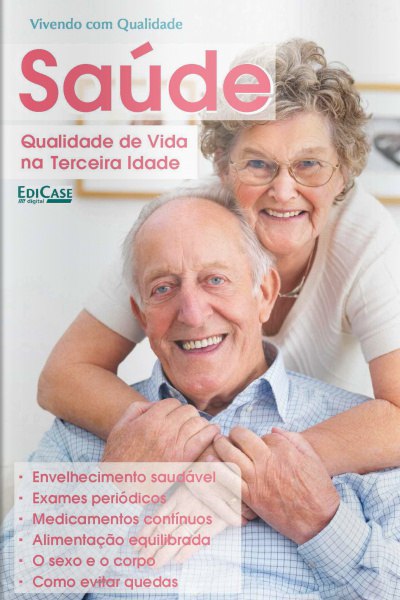 Vivendo com Qualidade
Saúde
Qualidade de Vida
na Terceira Idade
EDICASE
digital
• Envelhecimento saudável
• Exames periódicos
• Medicamentos contínuos
• Alimentação equilibrada
• O sexo e o corpo
• Como evitar quedas